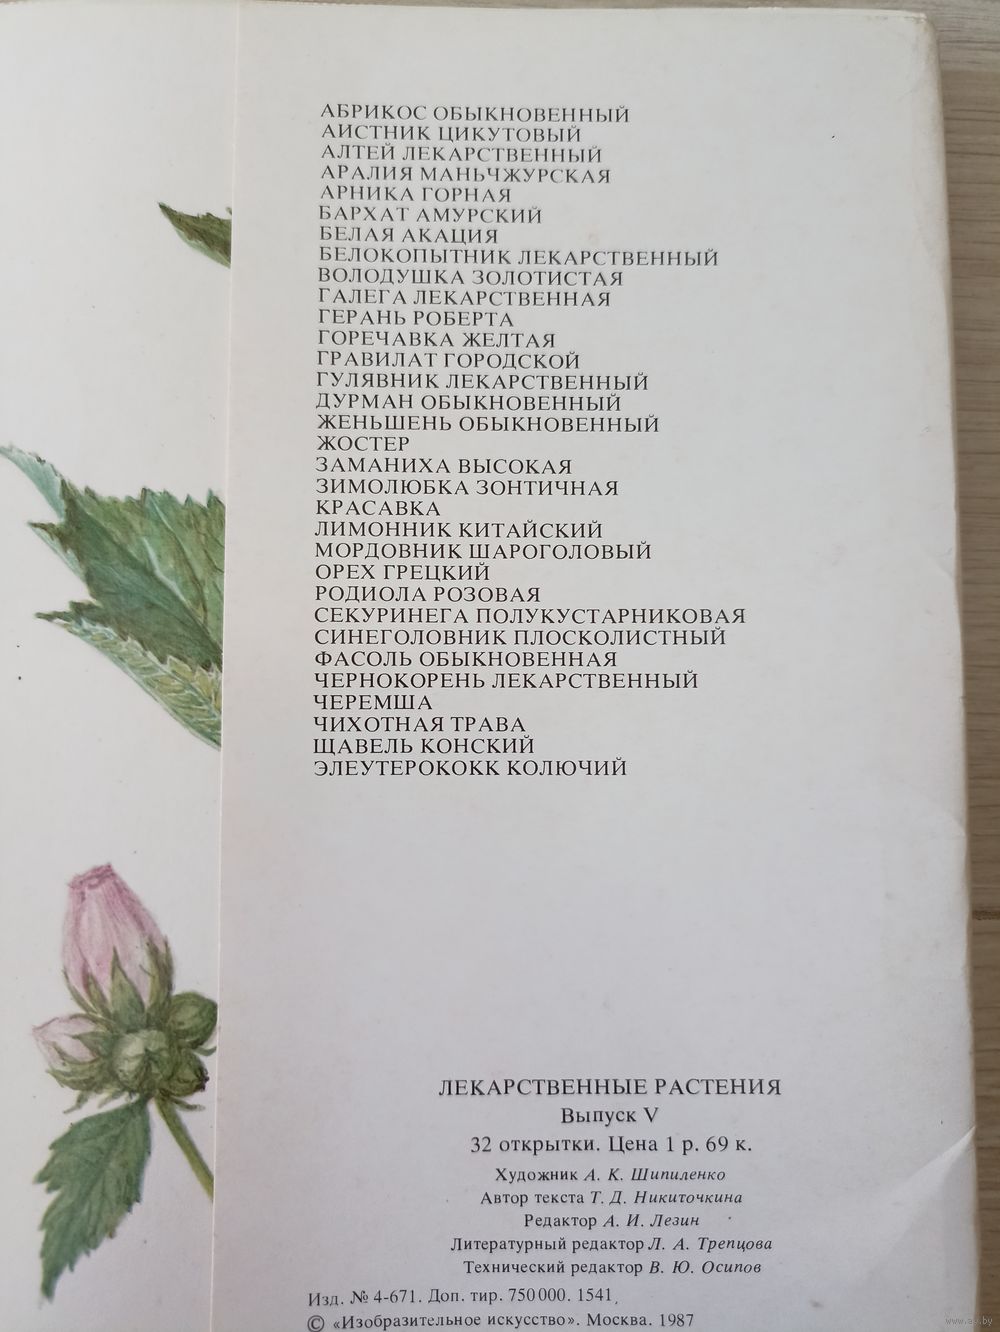 АБРИКОС ОБЫКНОВЕННЫЙ
АИСТНИК ЦИКУТОВЫЙ
АЛТЕЙ ЛЕКАРСТВЕННЫЙ
АРАЛИЯ МАНЬЧЖУРСКАЯ
АРНИКА ГОРНАЯ
БАРХАТ АМУРСКИЙ
БЕЛАЯ АКАЦИЯ
БЕЛОКОПЫТНИК ЛЕКАРСТВЕННЫЙ
ВОЛОДУШКА ЗОЛОТИСТАЯ
ГАЛЕГА ЛЕКАРСТВЕННАЯ
ГЕРАНЬ РОБЕРТА
ГОРЕЧАВКА ЖЕЛТАЯ
ГРАВИЛАТ ГОРОДСКОЙ
ГУЛЯВНИК ЛЕКАРСТВЕННЫЙ
ДУРМАН ОБЫКНОВЕННЫЙ
ЖЕНЬШЕНЬ ОБЫКНОВЕННЫЙ
ЖОСТЕР
ЗАМАНИХА ВЫСОКАЯ
ЗИМОЛЮБКА ЗОНТИЧНАЯ
КРАСАВКА
ЛИМОННИК КИТАЙСКИЙ
МОРДОВНИК ШАРОГОЛОВЫЙ
ОРЕХ ГРЕЦКИЙ
РОДИОЛА РОЗОВАЯ
СЕКУРИНЕГА ПОЛУКУСТАРНИКОВАЯ
СИНЕГОЛОВНИК ПЛОСКОЛИСТНЫЙ
ФАСОЛЬ ОБЫКНОВЕННАЯ
ЧЕРНОКОРЕНЬ ЛЕКАРСТВЕННЫЙ
ЧЕРЕМША
ЧИХОТНАЯ ТРАВА
ЩАВЕЛЬ КОНСКИЙ
ЭЛЕУТЕРОКОКК КОЛЮЧИЙ
ЛЕКАРСТВЕННЫЕ РАСТЕНИЯ
Выпуск V
32 открытки. Цена 1 р. 69 к.
Художник А. К. Шипиленко
Автор текста Т. Д. Никиточкина
Редактор А. И. Лезин
Литературный редактор Л. А. Трепцова
Технический редактор В. Ю. Осипов
Изд. № 4-671. Доп. тир. 750000. 1541.
© «Изобразительное искусство». Москва. 1987
www.ay.by